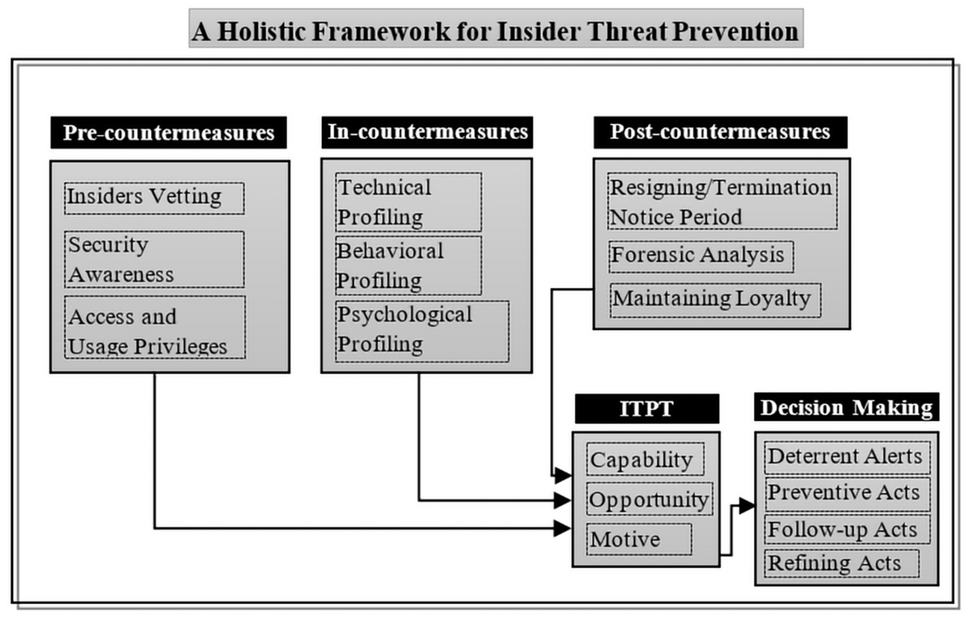 A Holistic Framework for Insider Threat Prevention
Pre-countermeasures
Insiders Vetting
Security
Awareness
Access and
Usage Privileges
In-countermeasures
Technical
Profiling
Behavioral
Profiling
Psychological
Profiling
Post-countermeasures
Resigning/Termination
Notice Period
Forensic Analysis
Maintaining Loyalty
ITPT
Capability
Opportunity
Motive
Decision Making
Deterrent Alerts
Preventive Acts
Follow-up Acts
Refining Acts